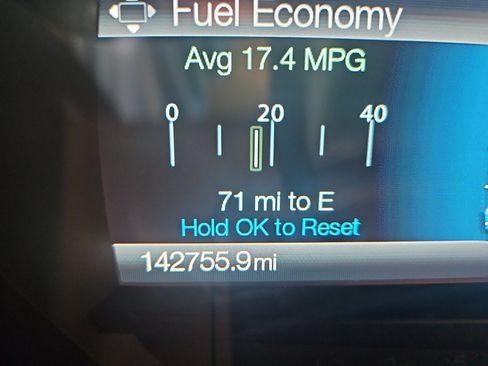 Fuel Economy
Avg 17.4 MPG
0 20 40
71 mi to E
Hold OK to Reset
142755.9mi